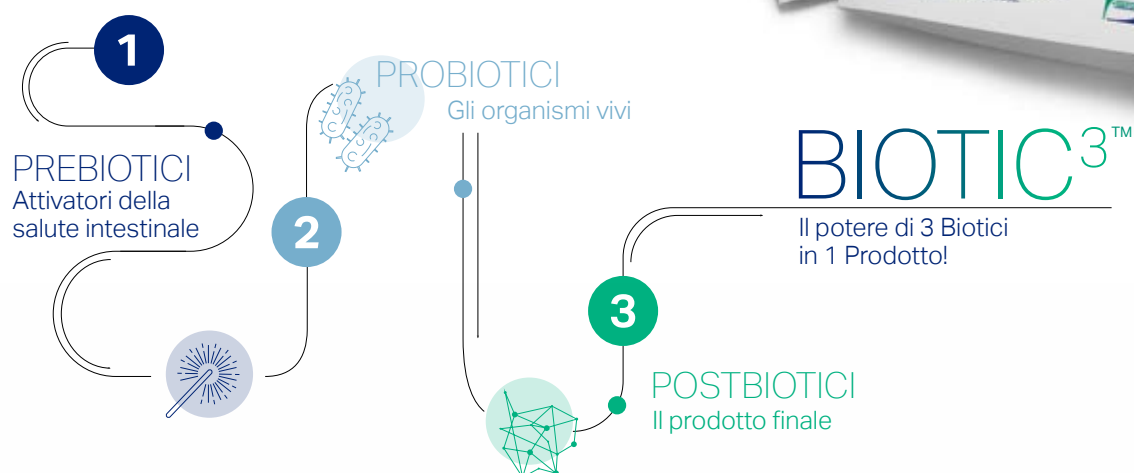 1
PREBIOTICI
Attivatori della
salute intestinale
2
PROBIOTICI
Gli organismi vivi
3
POSTBIOTICI
Il prodotto finale
BIOTIC³™
Il potere di 3 Biotici
in 1 Prodotto!